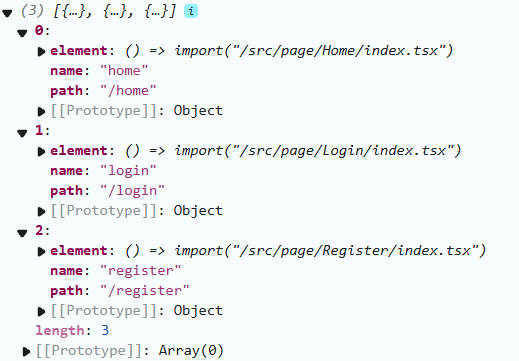 (3) [{…}, {…}, {…}] i
0:
element: () => import("/src/page/Home/index.tsx")
name: "home"
path: "/home"
[[Prototype]]: Object
1:
element: () => import("/src/page/Login/index.tsx")
name: "login"
path: "/login"
[[Prototype]]: Object
2:
element: () => import("/src/page/Register/index.tsx")
name: "register"
path: "/register"
[[Prototype]]: Object
length: 3
[[Prototype]]: Array(0)